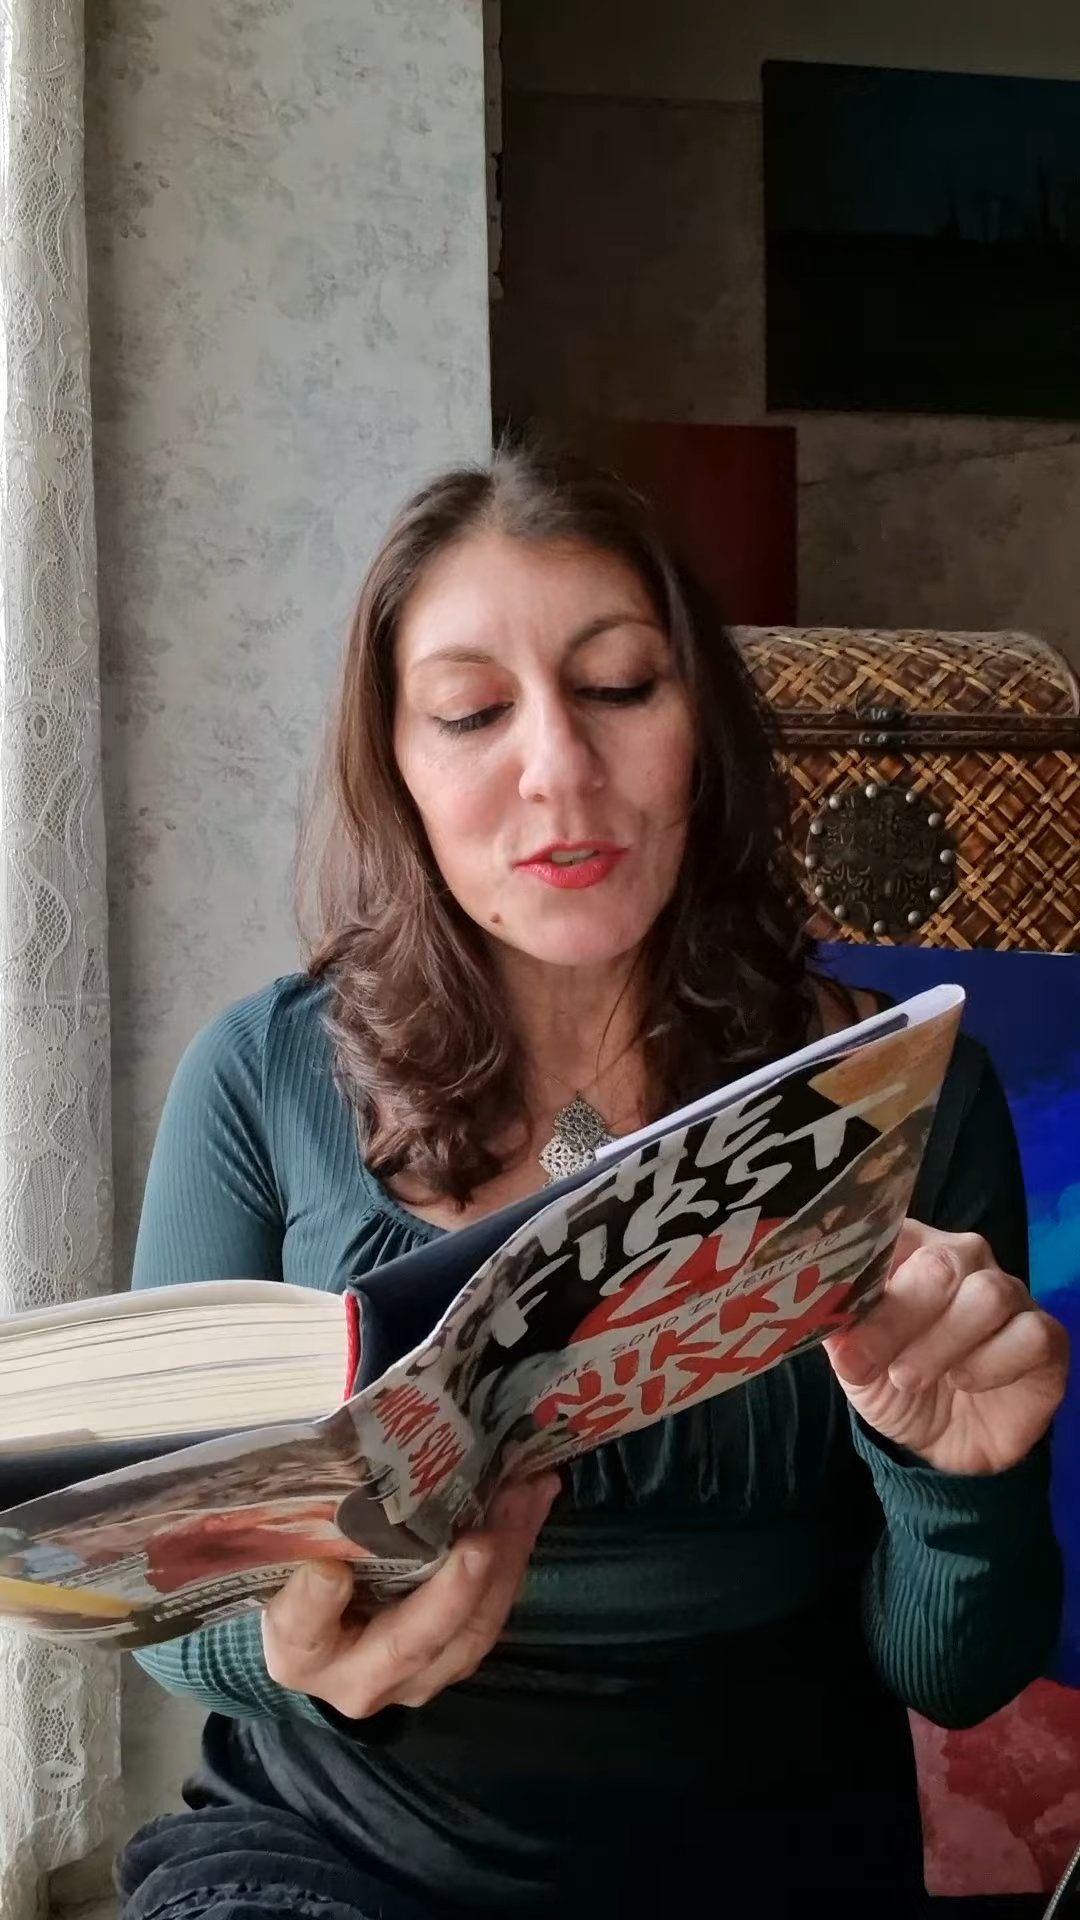 THE
FIRST
21
COME SONO DIVENTATO
NIKKI
SIXX
NIKKI SIXX